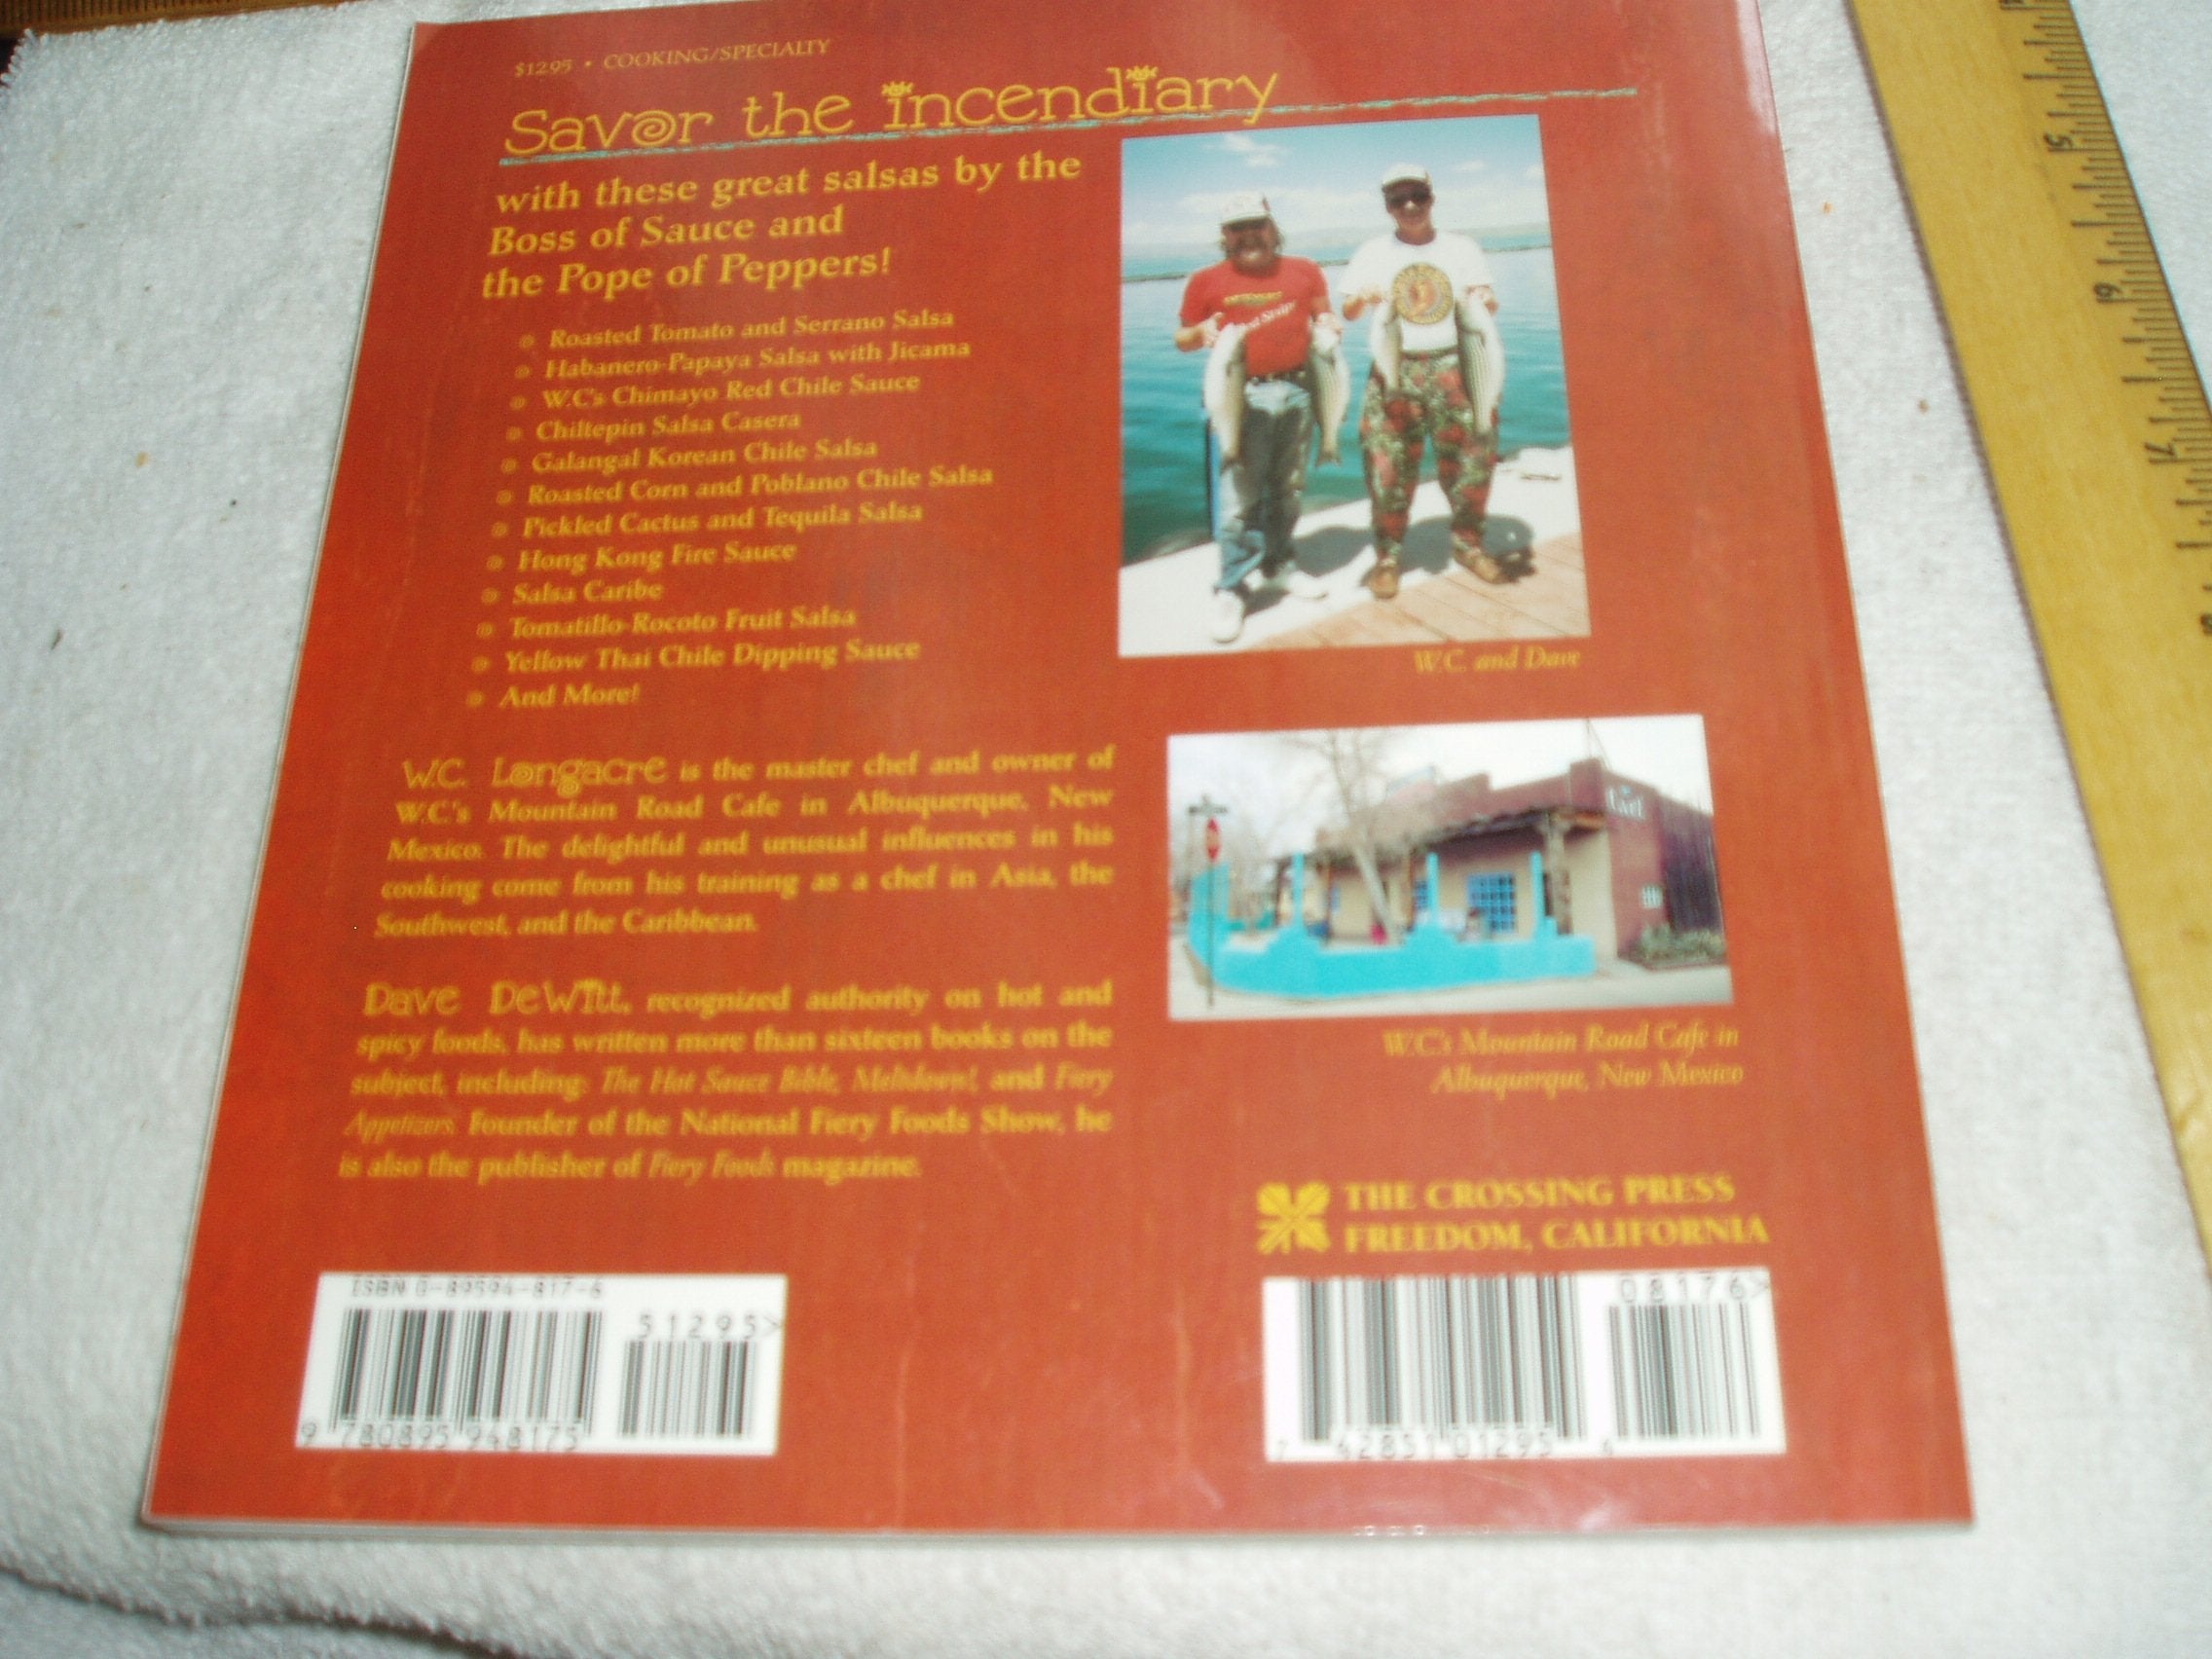 $12.95 • COOKING/SPECIALTY
Savor the incendiary
with these great salsas by the
Boss of Sauce and
the Pope of Peppers!
Roasted Tomato and Serrano Salsa
Habanero-Papaya Salsa with Jicama
W.C.'s Chimayo Red Chile Sauce
Chiltepin Salsa Casera
Galangal Korean Chile Salsa
Roasted Corn and Poblano Chile Salsa
Pickled Cactus and Tequila Salsa
Hong Kong Fire Sauce
Salsa Caribe
Tomatillo-Rocoto Fruit Salsa
Yellow Thai Chile Dipping Sauce
And More!
W.C. and Dave
W.C. Longacre is the master chef and owner of
W.C.'s Mountain Road Cafe in Albuquerque, New
Mexico. The delightful and unusual influences in his
cooking come from his training as a chef in Asia, the
Southwest, and the Caribbean.
Dave DeWitt, recognized authority on hot and
spicy foods, has written more than sixteen books on the
subject, including: The Hot Sauce Bible, Meltdown!, and Fiery
Appetizers. Founder of the National Fiery Foods Show, he
is also the publisher of Fiery Foods magazine.
W.C.'s Mountain Road Cafe in
Albuquerque, New Mexico
THE CROSSING PRESS
FREEDOM, CALIFORNIA
ISBN 0-89594-817-6
51295>
9 780895 948175
08176>
7 42851 01295
15
16
17
18